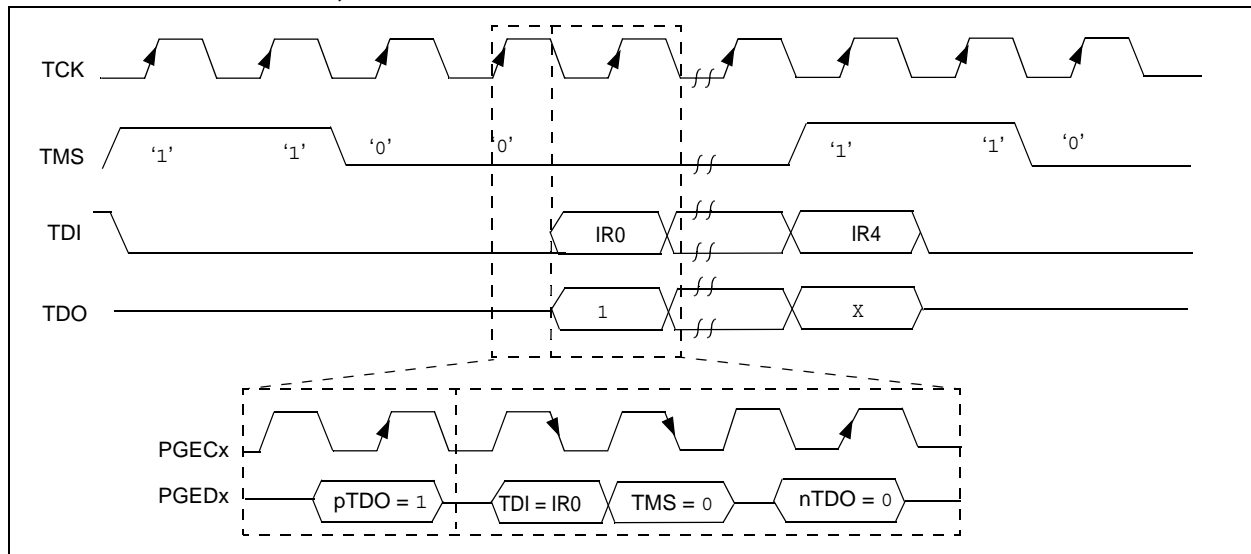 TCK
TMS ‘1’ ‘1’ ‘0’ ‘0’ ‘1’ ‘1’ ‘0’
TDI IR0 IR4
TDO 1 X
PGECx
PGEDx pTDO = 1 TDI = IR0 TMS = 0 nTDO = 0